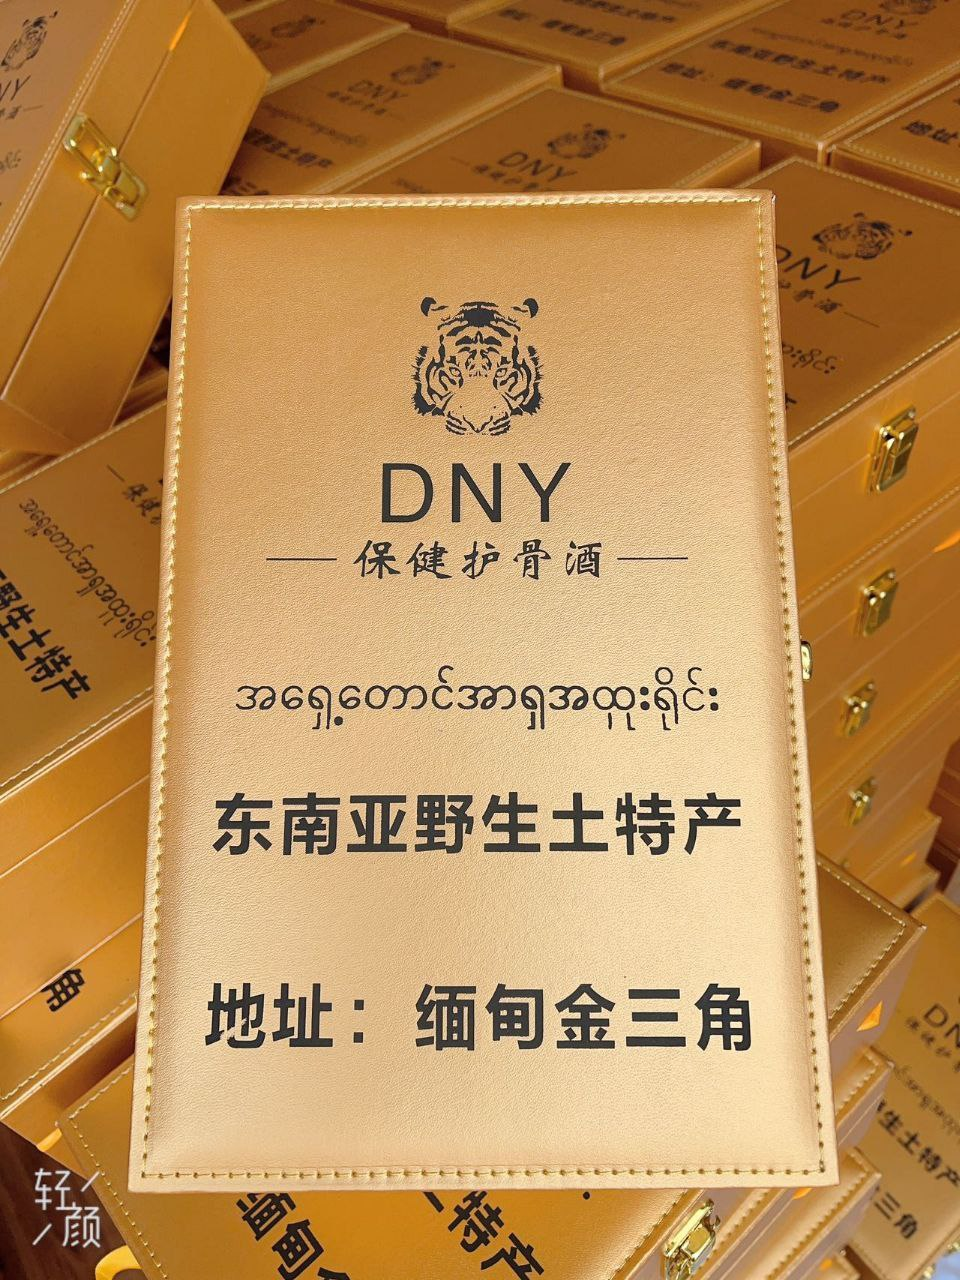 DNY
保健护骨酒
အရှေ့တောင်အာရှအထူးရိုင်း
东南亚野生土特产
地址：缅甸金三角
轻颜